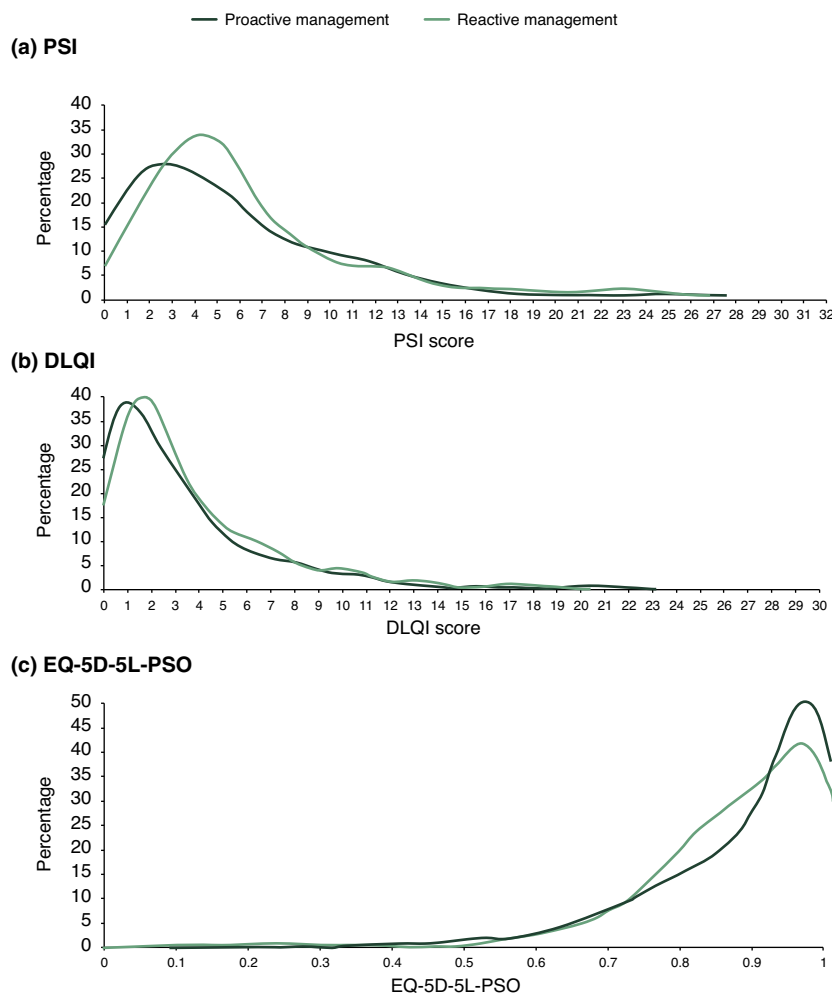 Proactive management Reactive management
(a) PSI
40
35
30
25
20
15
10
5
0
Percentage
0 1 2 3 4 5 6 7 8 9 10 11 12 13 14 15 16 17 18 19 20 21 22 23 24 25 26 27 28 29 30 31 32
PSI score
(b) DLQI
40
35
30
25
20
15
10
5
0
Percentage
0 1 2 3 4 5 6 7 8 9 10 11 12 13 14 15 16 17 18 19 20 21 22 23 24 25 26 27 28 29 30
DLQI score
(c) EQ-5D-5L-PSO
50
45
40
35
30
25
20
15
10
5
0
Percentage
0 0.1 0.2 0.3 0.4 0.5 0.6 0.7 0.8 0.9 1
EQ-5D-5L-PSO